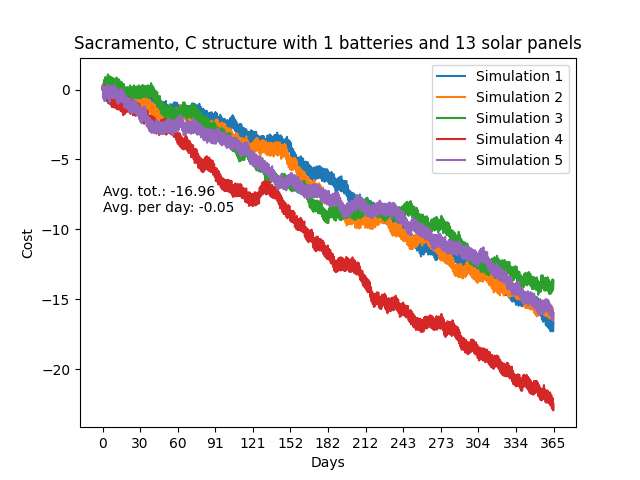 Sacramento, C structure with 1 batteries and 13 solar panels
Simulation 1
Simulation 2
Simulation 3
Simulation 4
Simulation 5
0
−5
−10
−15
−20
Cost
Avg. tot.: -16.96
Avg. per day: -0.05
0 30 60 91 121 152 182 212 243 273 304 334 365
Days